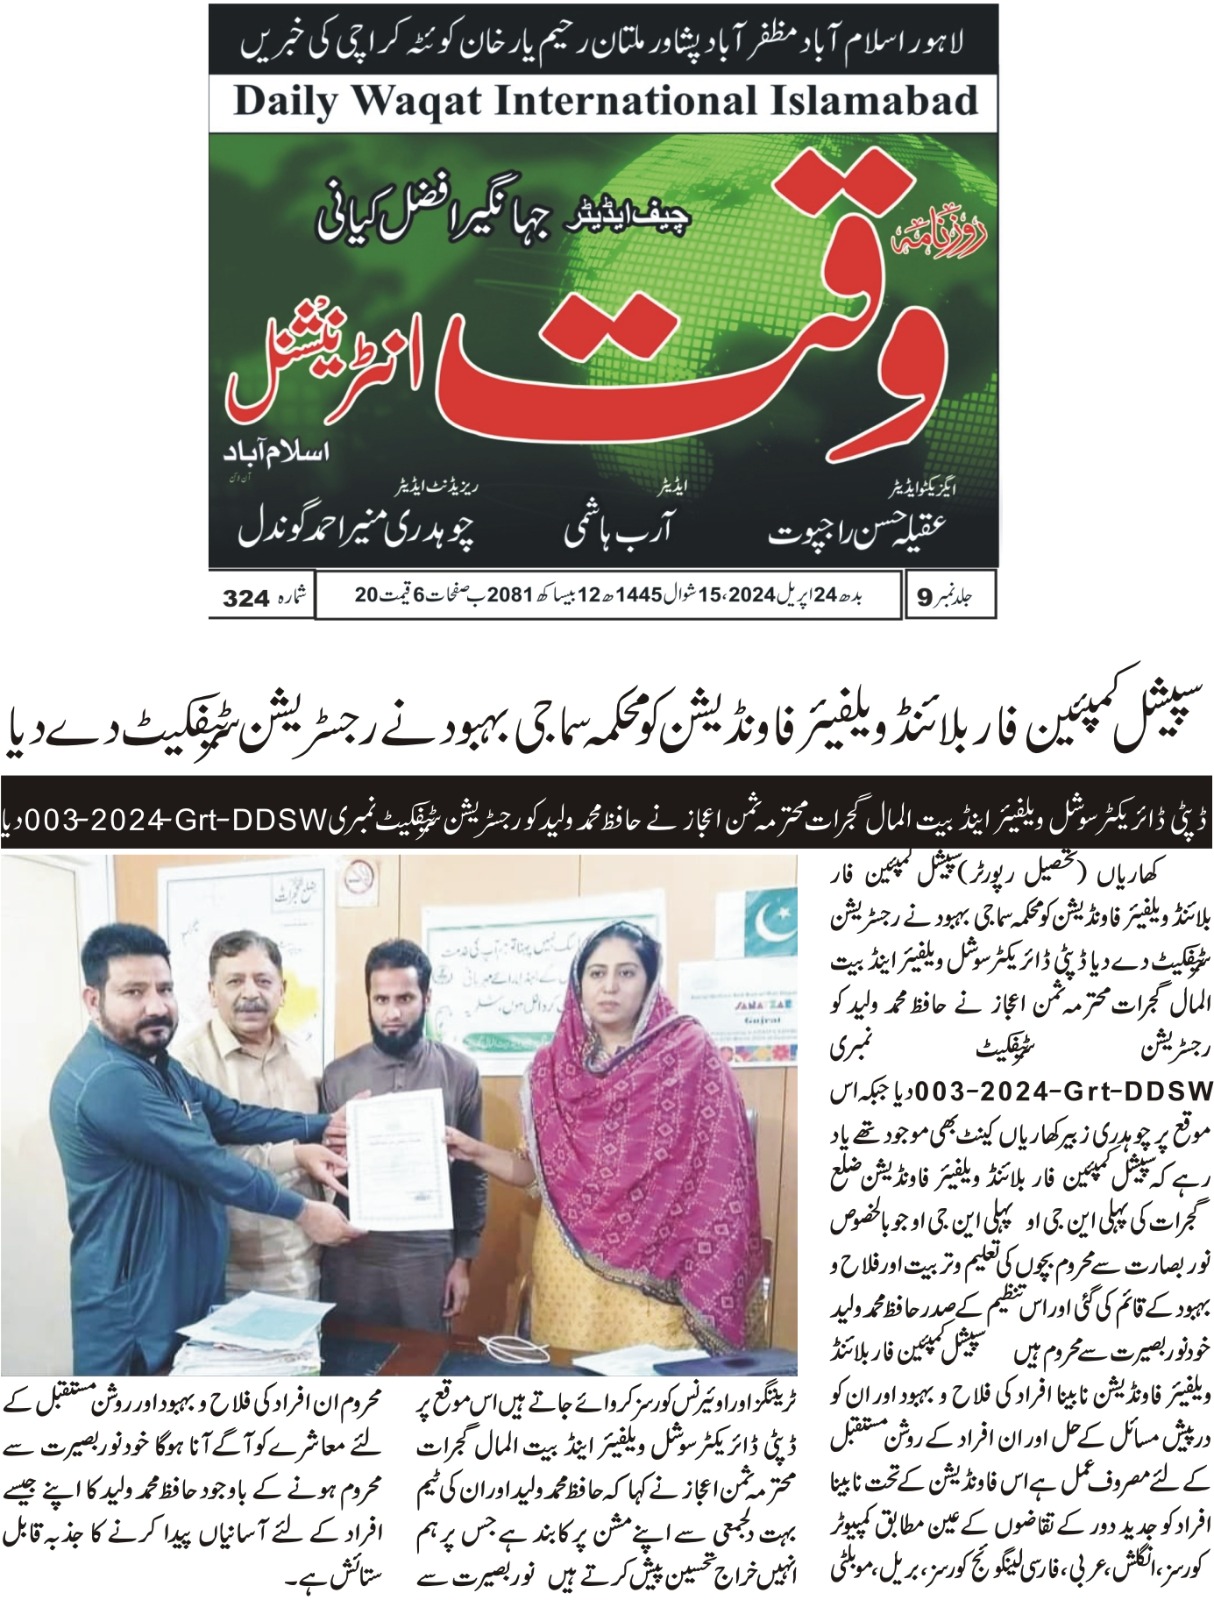 لاہور اسلام آباد مظفر آباد پشاور ملتان رحیم یار خان کوئٹہ کراچی کی خبریں
Daily Waqat International Islamabad
روزنامہ
وقت
انٹرنیشنل
اسلام آباد
چیف ایڈیٹر جہانگیر افضل کیانی
ایگزیکٹو ایڈیٹر
عقیلہ حسن راجپوت
ایڈیٹر
آرب ہاشمی
ریزیڈنٹ ایڈیٹر
چوہدری منیر احمد گوندل
جلد نمبر 9
بدھ 24 اپریل 2024، 15 شوال 1445ھ 12 بیساکھ 2081 ب صفحات 6 قیمت 20
شمارہ 324
سپیشل کمپئین فار بلائنڈ ویلفیئر فاونڈیشن کو محکمہ سماجی بہبود نے رجسٹریشن سرٹیفکیٹ دے دیا
ڈپٹی ڈائریکٹر سوشل ویلفیئر اینڈ بیت المال گجرات محترمہ ثمن اعجاز نے حافظ محمد ولید کو رجسٹریشن سرٹیفکیٹ نمبری 003-2024-Grt-DDSW دیا
کھاریاں (تحصیل رپورٹر) سپیشل کمپئین فار
بلائنڈ ویلفیئر فاونڈیشن کو محکمہ سماجی بہبود نے رجسٹریشن
سرٹیفکیٹ دے دیا ڈپٹی ڈائریکٹر سوشل ویلفیئر اینڈ بیت
المال گجرات محترمہ ثمن اعجاز نے حافظ محمد ولید کو
رجسٹریشن سرٹیفکیٹ نمبری
003-2024-Grt-DDSW دیا جبکہ اس
موقع پر چوہدری زبیر کھاریاں کینٹ بھی موجود تھے یاد
رہے کہ سپیشل کمپئین فار بلائنڈ ویلفیئر فاونڈیشن ضلع
گجرات کی پہلی این جی او پہلی این جی او جو بالخصوص
نور بصارت سے محروم بچوں کی تعلیم و تربیت اور فلاح و
بہبود کے قائم کی گئی اور اس تنظیم کے صدر حافظ محمد ولید
خود نور بصیرت سے محروم ہیں سپیشل کمپئین فار بلائنڈ
ویلفیئر فاونڈیشن نابینا افراد کی فلاح و بہبود اور ان کو
درپیش مسائل کے حل اور ان افراد کے روشن مستقبل
کے لئے مصروف عمل ہے اس فاونڈیشن کے تحت نابینا
افراد کو جدید دور کے تقاضوں کے عین مطابق کمپیوٹر
کورسز، انگلش، عربی، فارسی لینگوئج کورسز، بریل، موبلٹی
ٹریننگز اور اوئیرنس کورسز کروائے جاتے ہیں اس موقع پر
ڈپٹی ڈائریکٹر سوشل ویلفیئر اینڈ بیت المال گجرات
محترمہ ثمن اعجاز نے کہا کہ حافظ محمد ولید اور ان کی ٹیم
بہت دلجمعی سے اپنے مشن پر کابند ہے جس پر ہم
انہیں خراج تحسین پیش کرتے ہیں نور بصیرت سے
محروم ان افراد کی فلاح و بہبود اور روشن مستقبل کے
لئے معاشرے کو آگے آنا ہوگا خود نور بصیرت سے
محروم ہونے کے باوجود حافظ محمد ولید کا اپنے جیسے
افراد کے لئے آسانیاں پیدا کرنے کا جذبہ قابل
ستائش ہے۔
ضلع گجرات
Gujrat